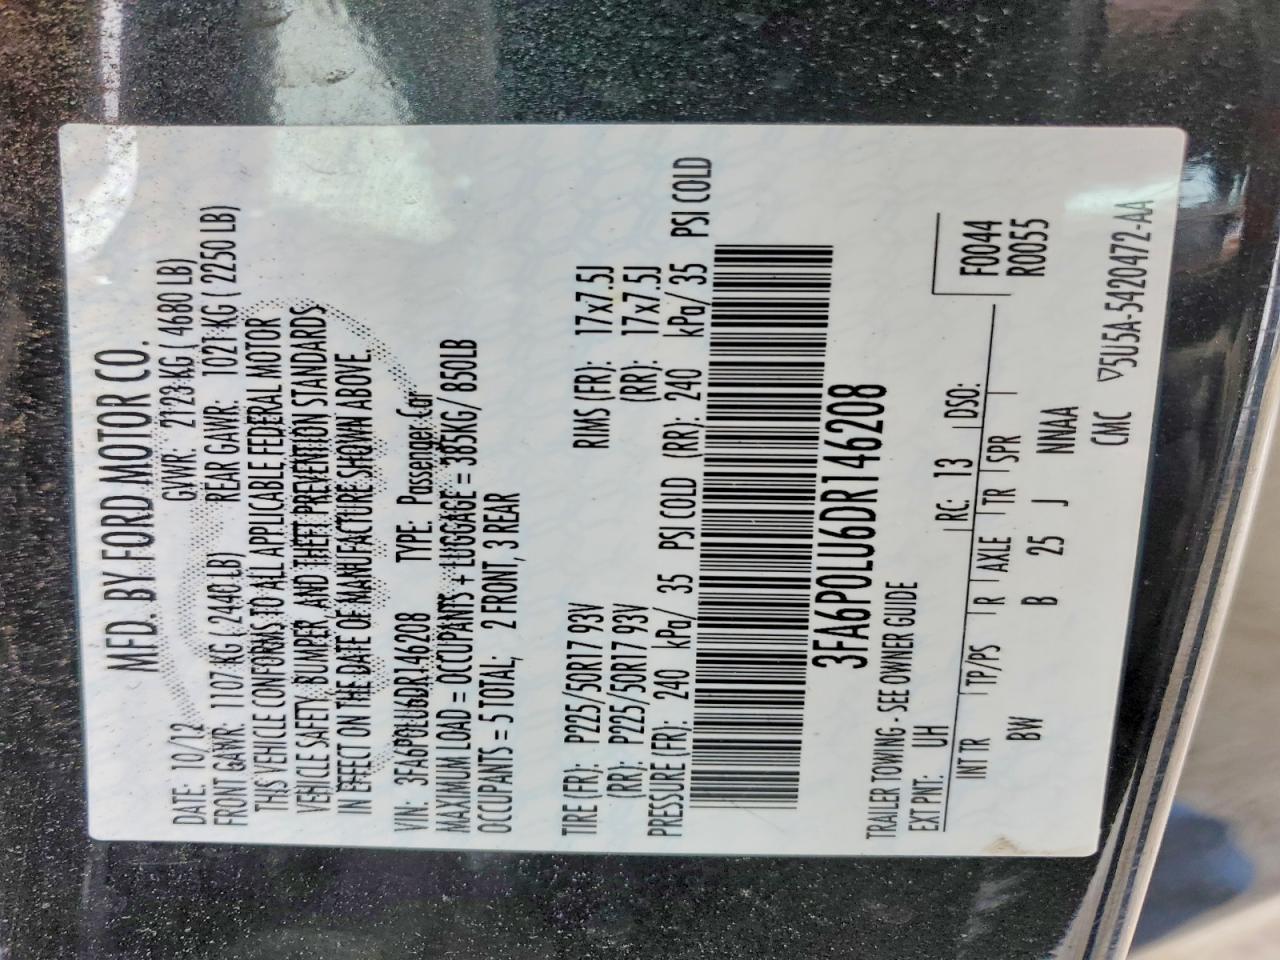 MFD. BY FORD MOTOR CO.
DATE: 10/12 GVWR: 2123 KG ( 4680 LB)
FRONT GAWR: 1107 KG ( 2440 LB) REAR GAWR: 1021 KG ( 2250 LB)
THIS VEHICLE CONFORMS TO ALL APPLICABLE FEDERAL MOTOR
VEHICLE SAFETY, BUMPER, AND THEFT PREVENTION STANDARDS
IN EFFECT ON THE DATE OF MANUFACTURE SHOWN ABOVE.
VIN: 3FA6P0LU6DR146208 TYPE: Passenger Car
MAXIMUM LOAD = OCCUPANTS + LUGGAGE = 385KG/ 850LB
OCCUPANTS = 5 TOTAL; 2 FRONT, 3 REAR
TIRE (FR): P225/50R17 93V RIMS (FR): 17x7.5J
(RR): P225/50R17 93V (RR): 17x7.5J
PRESSURE (FR): 240 kPa/ 35 PSI COLD (RR): 240 kPa/ 35 PSI COLD
3FA6P0LU6DR146208
TRAILER TOWING - SEE OWNER GUIDE
EXT PNT: UH RC: 13 DSO: F0044
R0055
INT TR TP/PS R AXLE TR SPR
BW B 25 J NNAA
CMC ▽5U5A-5420472-AA